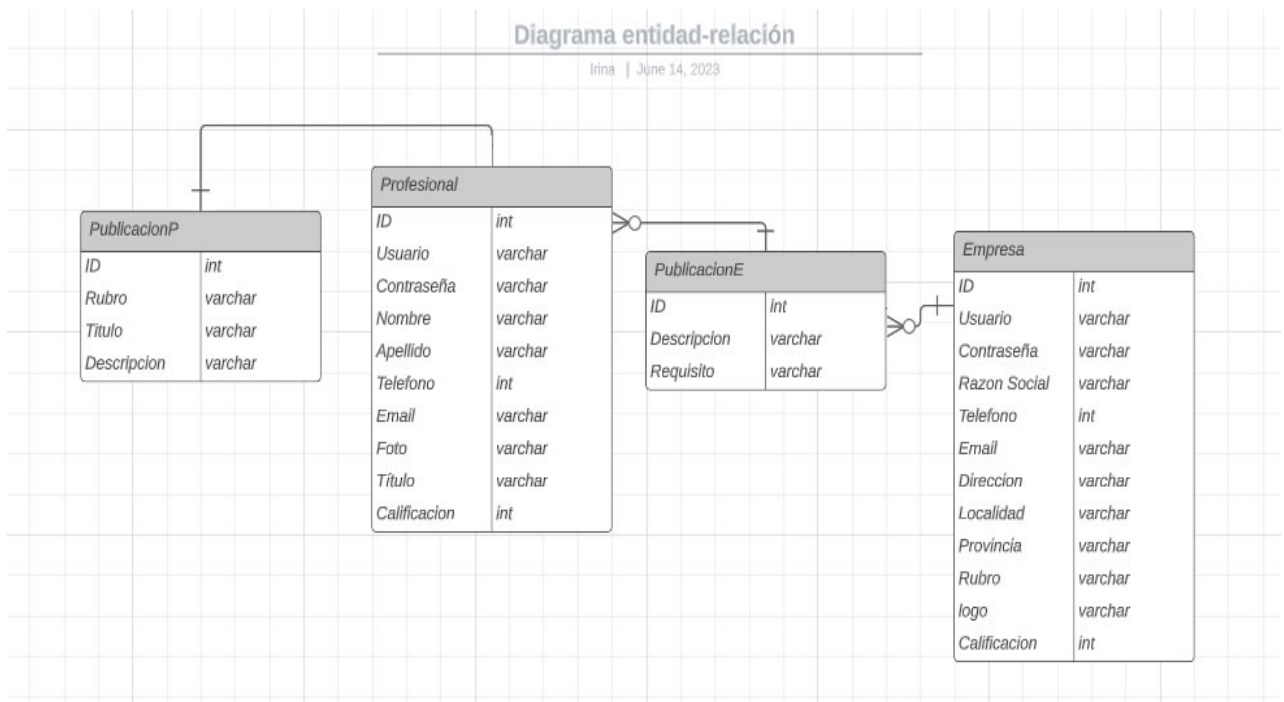 Diagrama entidad-relación
Irina | June 14, 2023
PublicacionP
ID int
Rubro varchar
Titulo varchar
Descripcion varchar
Profesional
ID int
Usuario varchar
Contraseña varchar
Nombre varchar
Apellido varchar
Telefono int
Email varchar
Foto varchar
Título varchar
Calificacion int
PublicacionE
ID int
Descripcion varchar
Requisito varchar
Empresa
ID int
Usuario varchar
Contraseña varchar
Razon Social varchar
Telefono int
Email varchar
Direccion varchar
Localidad varchar
Provincia varchar
Rubro varchar
logo varchar
Calificacion int